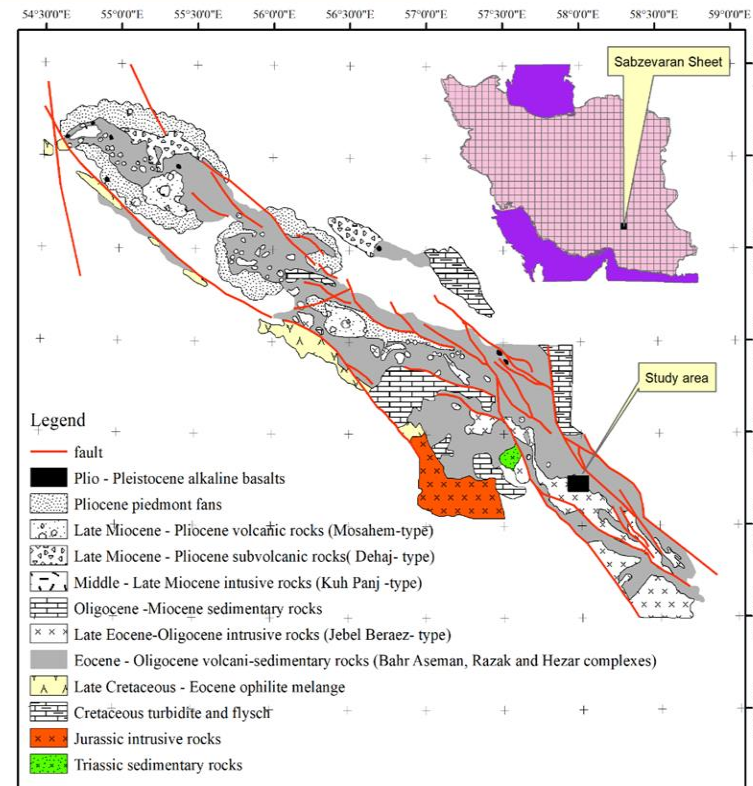 54°30'0"E 55°0'0"E 55°30'0"E 56°0'0"E 56°30'0"E 57°0'0"E 57°30'0"E 58°0'0"E 58°30'0"E 59°0'0"E
Sabzevaran Sheet
Study area
Legend
fault
Plio - Pleistocene alkaline basalts
Pliocene piedmont fans
Late Miocene - Pliocene volcanic rocks (Mosahem-type)
Late Miocene - Pliocene subvolcanic rocks( Dehaj- type)
Middle - Late Miocene intusive rocks (Kuh Panj -type)
Oligocene -Miocene sedimentary rocks
Late Eocene-Oligocene intrusive rocks (Jebel Beraez- type)
Eocene - Oligocene volcani-sedimentary rocks (Bahr Aseman, Razak and Hezar complexes)
Late Cretaceous - Eocene ophilite melange
Cretaceous turbidite and flysch
Jurassic intrusive rocks
Triassic sedimentary rocks